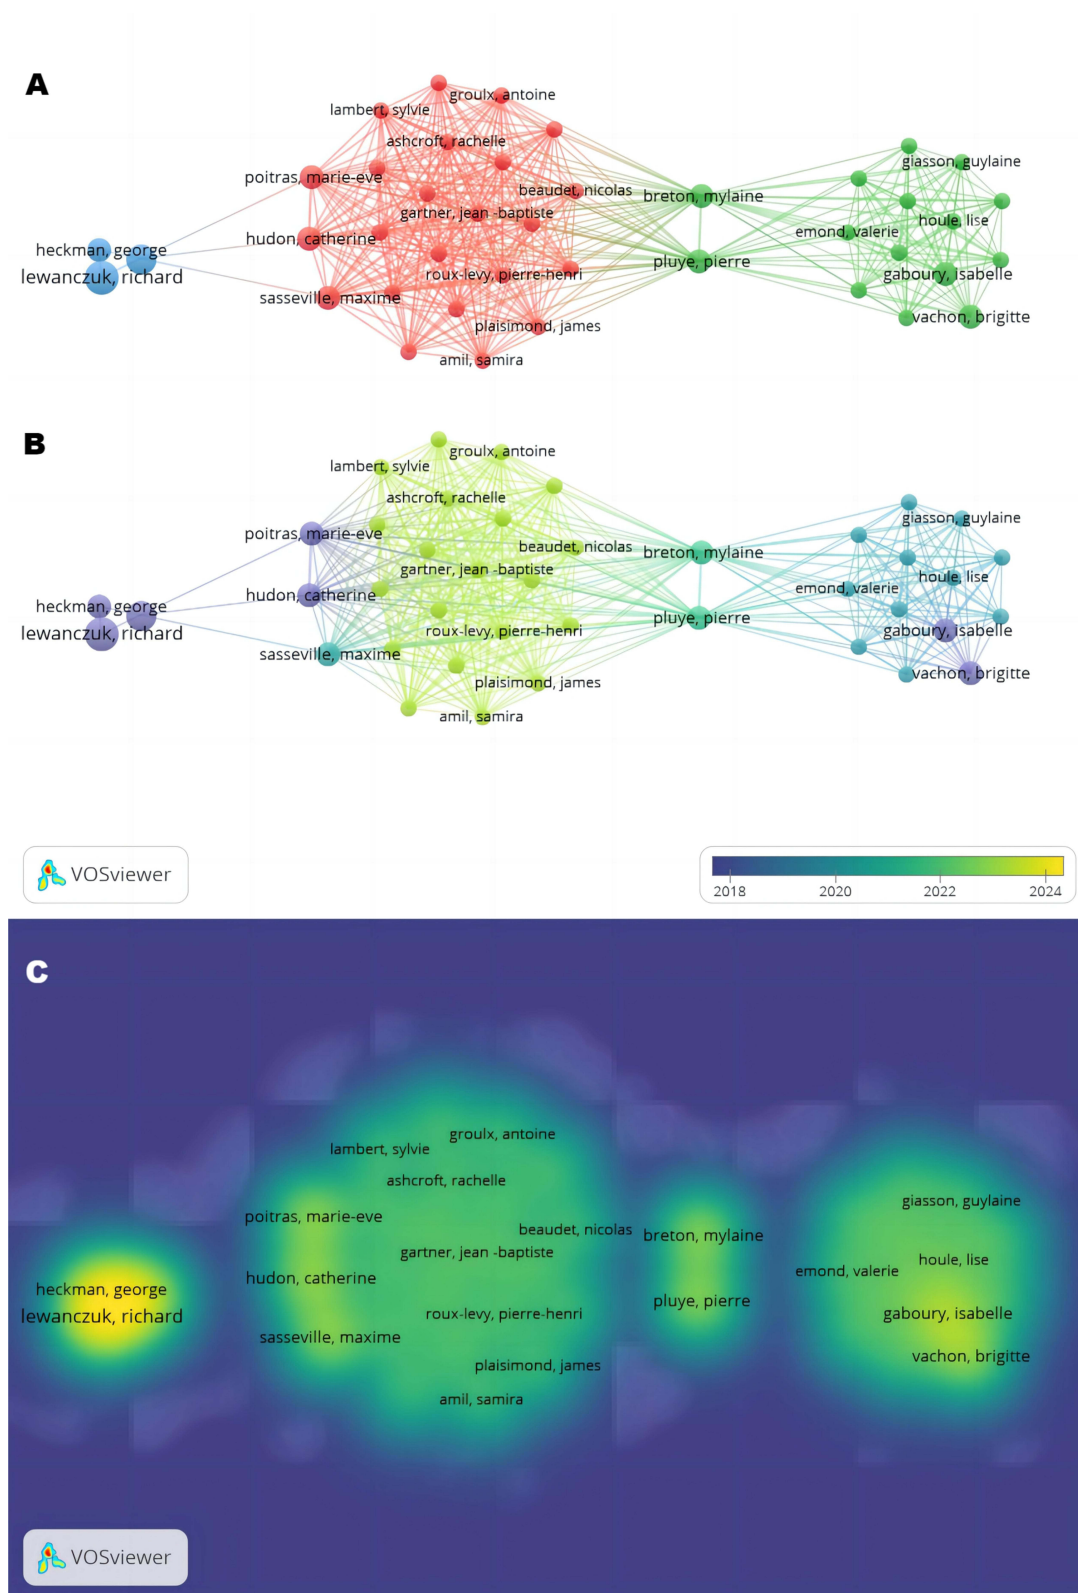 A
groulx, antoine
lambert, sylvie
ashcroft, rachelle
giasson, guylaine
poitras, marie-eve
beaudet, nicolas
breton, mylaine
gartner, jean -baptiste
houle, lise
emond, valerie
hudon, catherine
heckman, george
pluye, pierre
lewanczuk, richard
roux-levy, pierre-henri
gaboury, isabelle
sasseville, maxime
vachon, brigitte
plaisimond, james
amil, samira
B
groulx, antoine
lambert, sylvie
ashcroft, rachelle
giasson, guylaine
poitras, marie-eve
beaudet, nicolas
breton, mylaine
gartner, jean -baptiste
houle, lise
emond, valerie
hudon, catherine
heckman, george
pluye, pierre
lewanczuk, richard
roux-levy, pierre-henri
gaboury, isabelle
sasseville, maxime
vachon, brigitte
plaisimond, james
amil, samira
VOSviewer
2018 2020 2022 2024
C
groulx, antoine
lambert, sylvie
ashcroft, rachelle
giasson, guylaine
poitras, marie-eve
beaudet, nicolas
breton, mylaine
gartner, jean -baptiste
houle, lise
emond, valerie
hudon, catherine
heckman, george
pluye, pierre
lewanczuk, richard
roux-levy, pierre-henri
gaboury, isabelle
sasseville, maxime
vachon, brigitte
plaisimond, james
amil, samira
VOSviewer